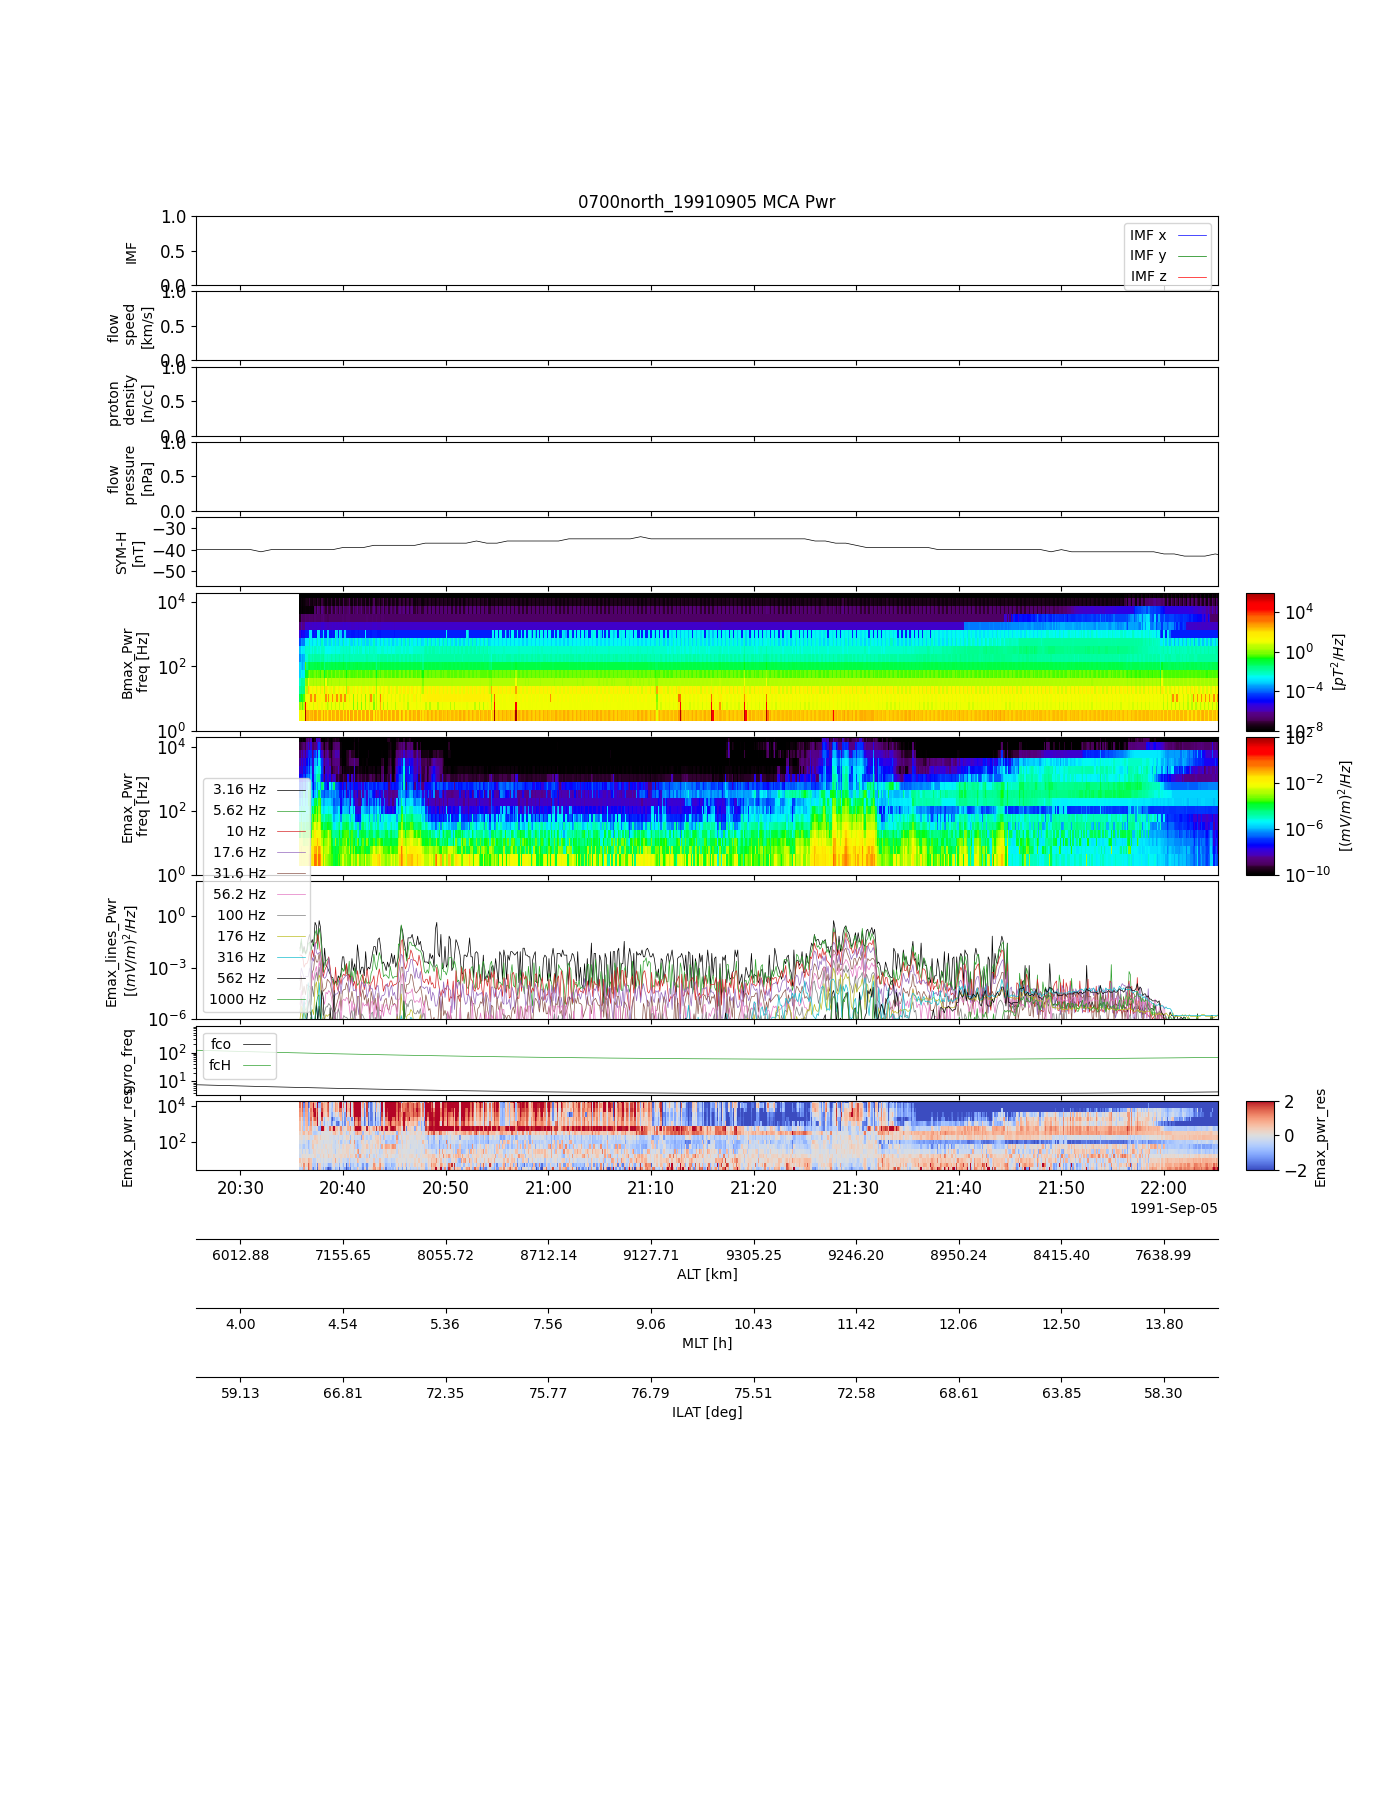 0700north_19910905 MCA Pwr
IMF
1.0
0.5
0.0
IMF x
IMF y
IMF z
flow
speed
[km/s]
1.0
0.5
0.0
proton
density
[n/cc]
1.0
0.5
0.0
flow
pressure
[nPa]
1.0
0.5
0.0
SYM-H
[nT]
−30
−40
−50
Bmax_Pwr
freq [Hz]
10^4
10^2
10^0
10^4
10^0
10^−4
10^−8
[pT^2/Hz]
Emax_Pwr
freq [Hz]
10^4
10^2
10^0
10^2
10^−2
10^−6
10^−10
[(mV/m)^2/Hz]
3.16 Hz
5.62 Hz
10 Hz
17.6 Hz
31.6 Hz
56.2 Hz
100 Hz
176 Hz
316 Hz
562 Hz
1000 Hz
Emax_lines_Pwr
[(mV/m)^2/Hz]
10^0
10^−3
10^−6
gyro_freq
10^2
10^1
fco
fcH
Emax_pwr_res
10^4
10^2
2
0
−2
Emax_pwr_res
20:30 20:40 20:50 21:00 21:10 21:20 21:30 21:40 21:50 22:00
1991-Sep-05
6012.88 7155.65 8055.72 8712.14 9127.71 9305.25 9246.20 8950.24 8415.40 7638.99
ALT [km]
4.00 4.54 5.36 7.56 9.06 10.43 11.42 12.06 12.50 13.80
MLT [h]
59.13 66.81 72.35 75.77 76.79 75.51 72.58 68.61 63.85 58.30
ILAT [deg]